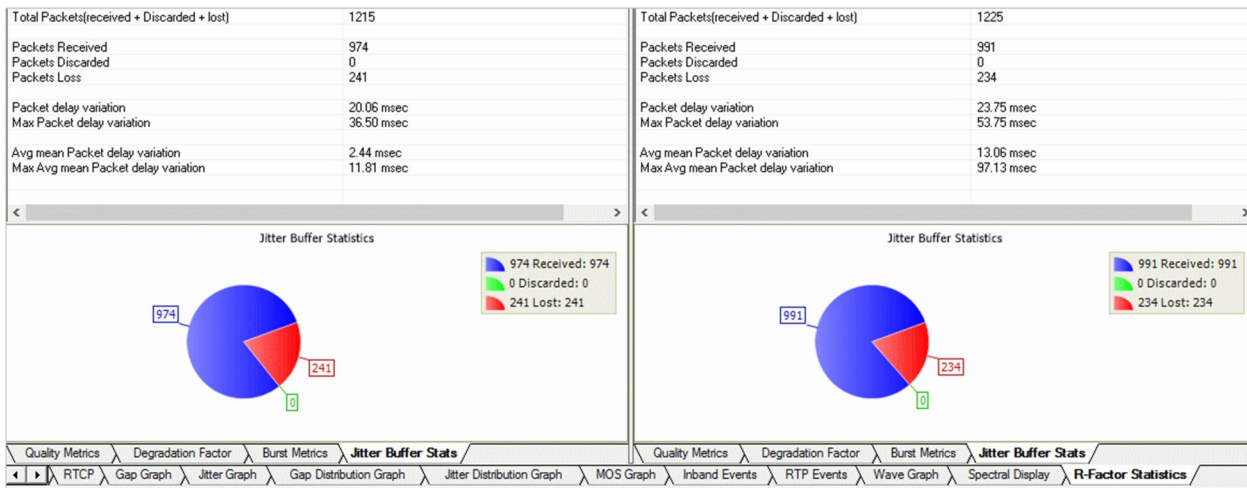 Total Packets(received + Discarded + lost) 1215
Packets Received 974
Packets Discarded 0
Packets Loss 241
Packet delay variation 20.06 msec
Max Packet delay variation 36.50 msec
Avg mean Packet delay variation 2.44 msec
Max Avg mean Packet delay variation 11.81 msec
Jitter Buffer Statistics
974 Received: 974
0 Discarded: 0
241 Lost: 241
974
241
0
Quality Metrics Degradation Factor Burst Metrics Jitter Buffer Stats
Total Packets(received + Discarded + lost) 1225
Packets Received 991
Packets Discarded 0
Packets Loss 234
Packet delay variation 23.75 msec
Max Packet delay variation 53.75 msec
Avg mean Packet delay variation 13.06 msec
Max Avg mean Packet delay variation 97.13 msec
Jitter Buffer Statistics
991 Received: 991
0 Discarded: 0
234 Lost: 234
991
234
0
Quality Metrics Degradation Factor Burst Metrics Jitter Buffer Stats
RTCP Gap Graph Jitter Graph Gap Distribution Graph Jitter Distribution Graph MOS Graph Inband Events RTP Events Wave Graph Spectral Display R-Factor Statistics